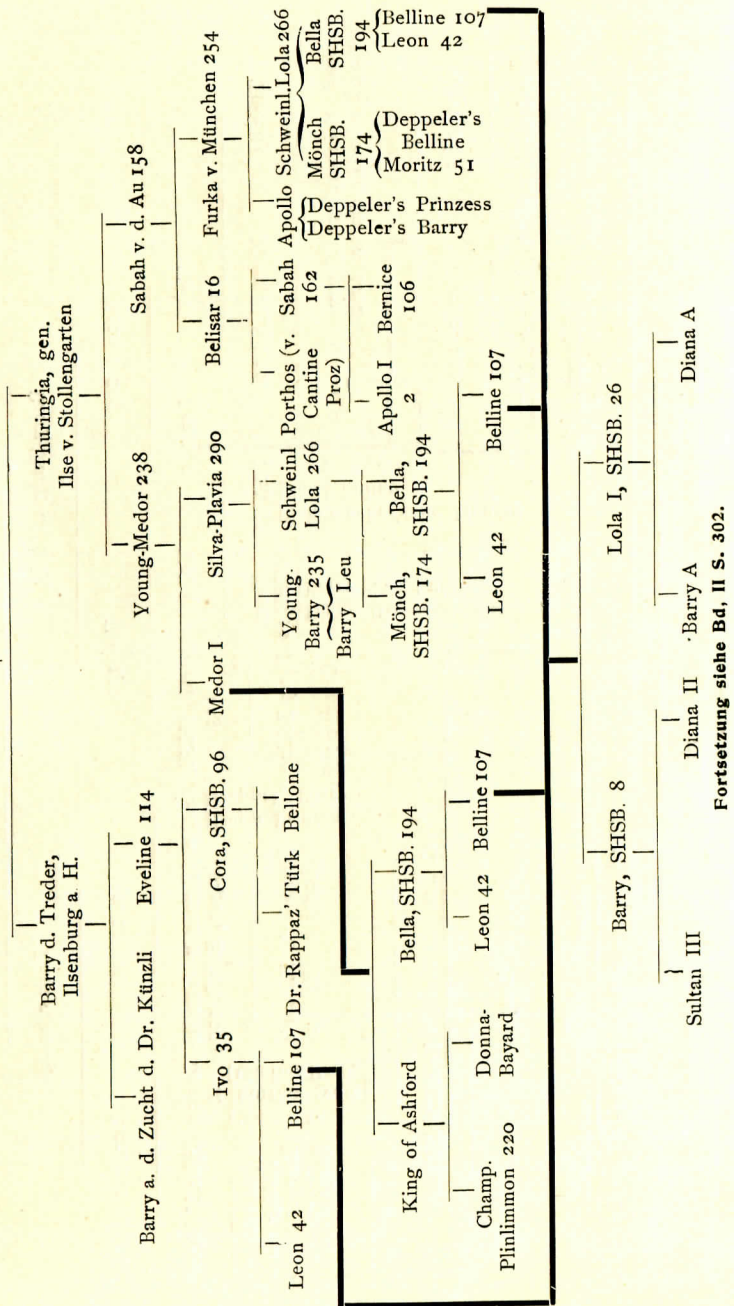 Barry d. Treder,
Ilsenburg a. H.
Thuringia, gen.
Ilse v. Stollengarten
Barry a. d. Zucht d. Dr. Künzli
Eveline 114
Young-Medor 238
Sabah v. d. Au 158
Ivo 35
Cora, SHSB. 96
Medor I
Silva-Plavia 290
Belisar 16
Furka v. München 254
Leon 42
Belline 107
Dr. Rappaz' Türk
Bellone
Young-
Barry 235
Barry Leu
Schweinl
Lola 266
Porthos (v.
Cantine
Proz)
Sabah
162
Apollo
Deppeler's Prinzess
Deppeler's Barry
Schweinl, Lola 266
Mönch
SHSB.
174
Deppeler's
Belline
Moritz 51
Bella
SHSB.
194
Belline 107
Leon 42
Mönch,
SHSB. 174
Bella,
SHSB. 194
Apollo I
2
Bernice
106
King of Ashford
Bella, SHSB. 194
Leon 42
Belline 107
Champ.
Plinlimmon 220
Donna-
Bayard
Leon 42
Belline 107
Barry, SHSB. 8
Lola I, SHSB. 26
Sultan III
Diana II
Barry A
Diana A
Fortsetzung siehe Bd, II S. 302.